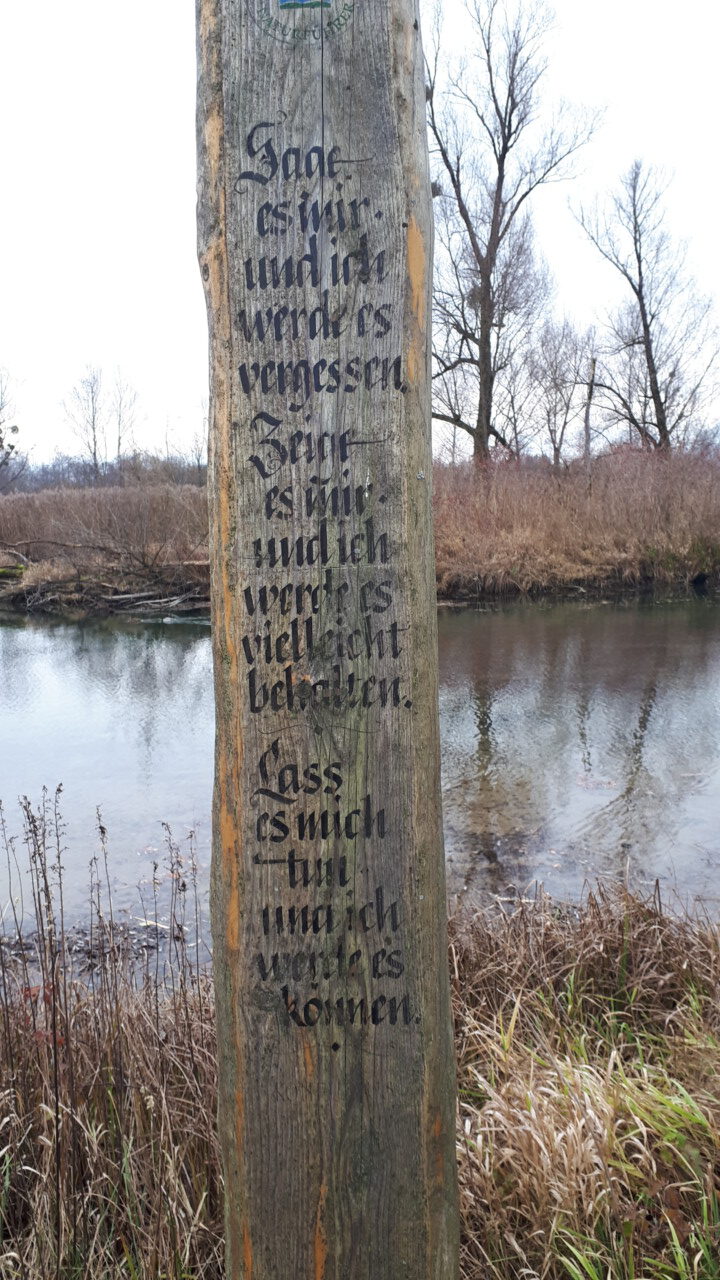 NATURFÜHRER
Sage
es mir·
und ich
werde es
vergessen.
Zeige
es mir·
und ich
werde es
vielleicht
behalten.
Lass
es mich
tun·
und ich
werde es
können.